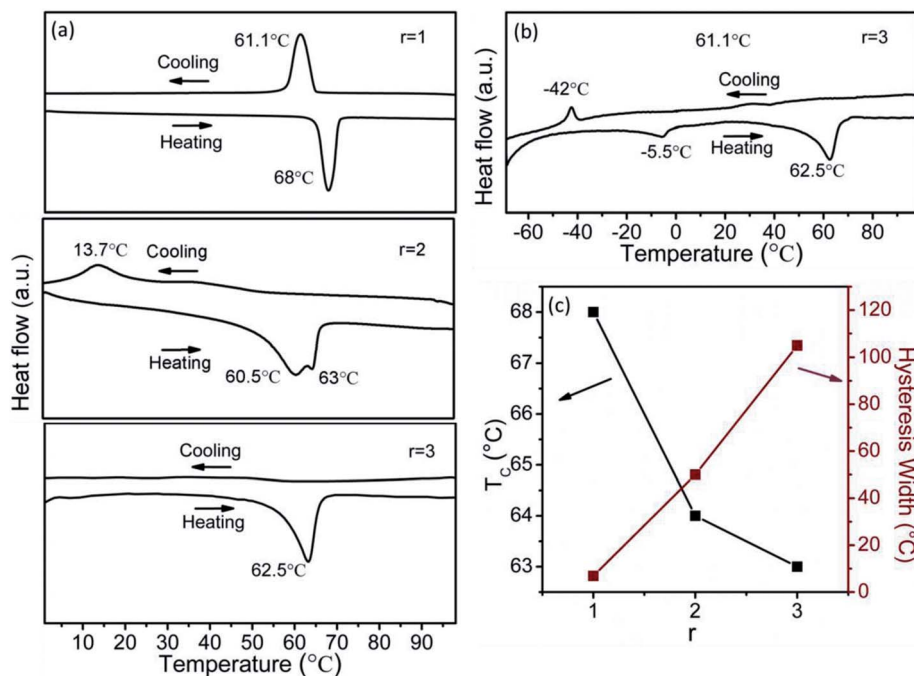 (a)
r=1
61.1°C
Cooling
Heating
68°C
13.7°C
Cooling
r=2
Heating
60.5°C
63°C
Cooling
r=3
Heating
62.5°C
Heat flow (a.u.)
10 20 30 40 50 60 70 80 90
Temperature (°C)
(b)
61.1°C
r=3
Cooling
-42°C
-5.5°C
Heating
62.5°C
Heat flow (a.u.)
-60 -40 -20 0 20 40 60 80
Temperature (°C)
(c)
68
67
66
65
64
63
T_C (°C)
1 2 3
r
120
100
80
60
40
20
0
Hysteresis Width
(°C)